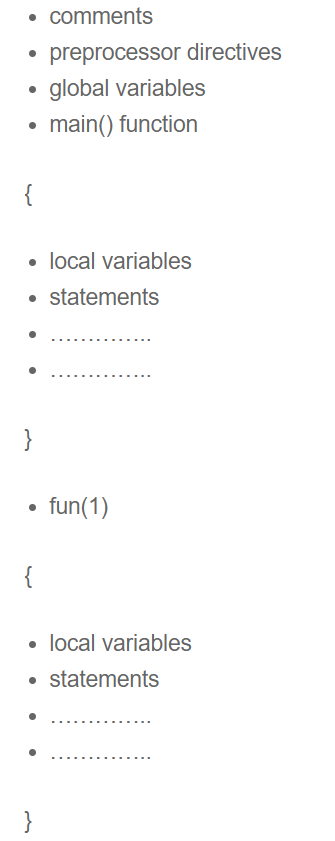 • comments
• preprocessor directives
• global variables
• main() function
{
• local variables
• statements
• …………..
• …………..
}
• fun(1)
{
• local variables
• statements
• …………..
• …………..
}